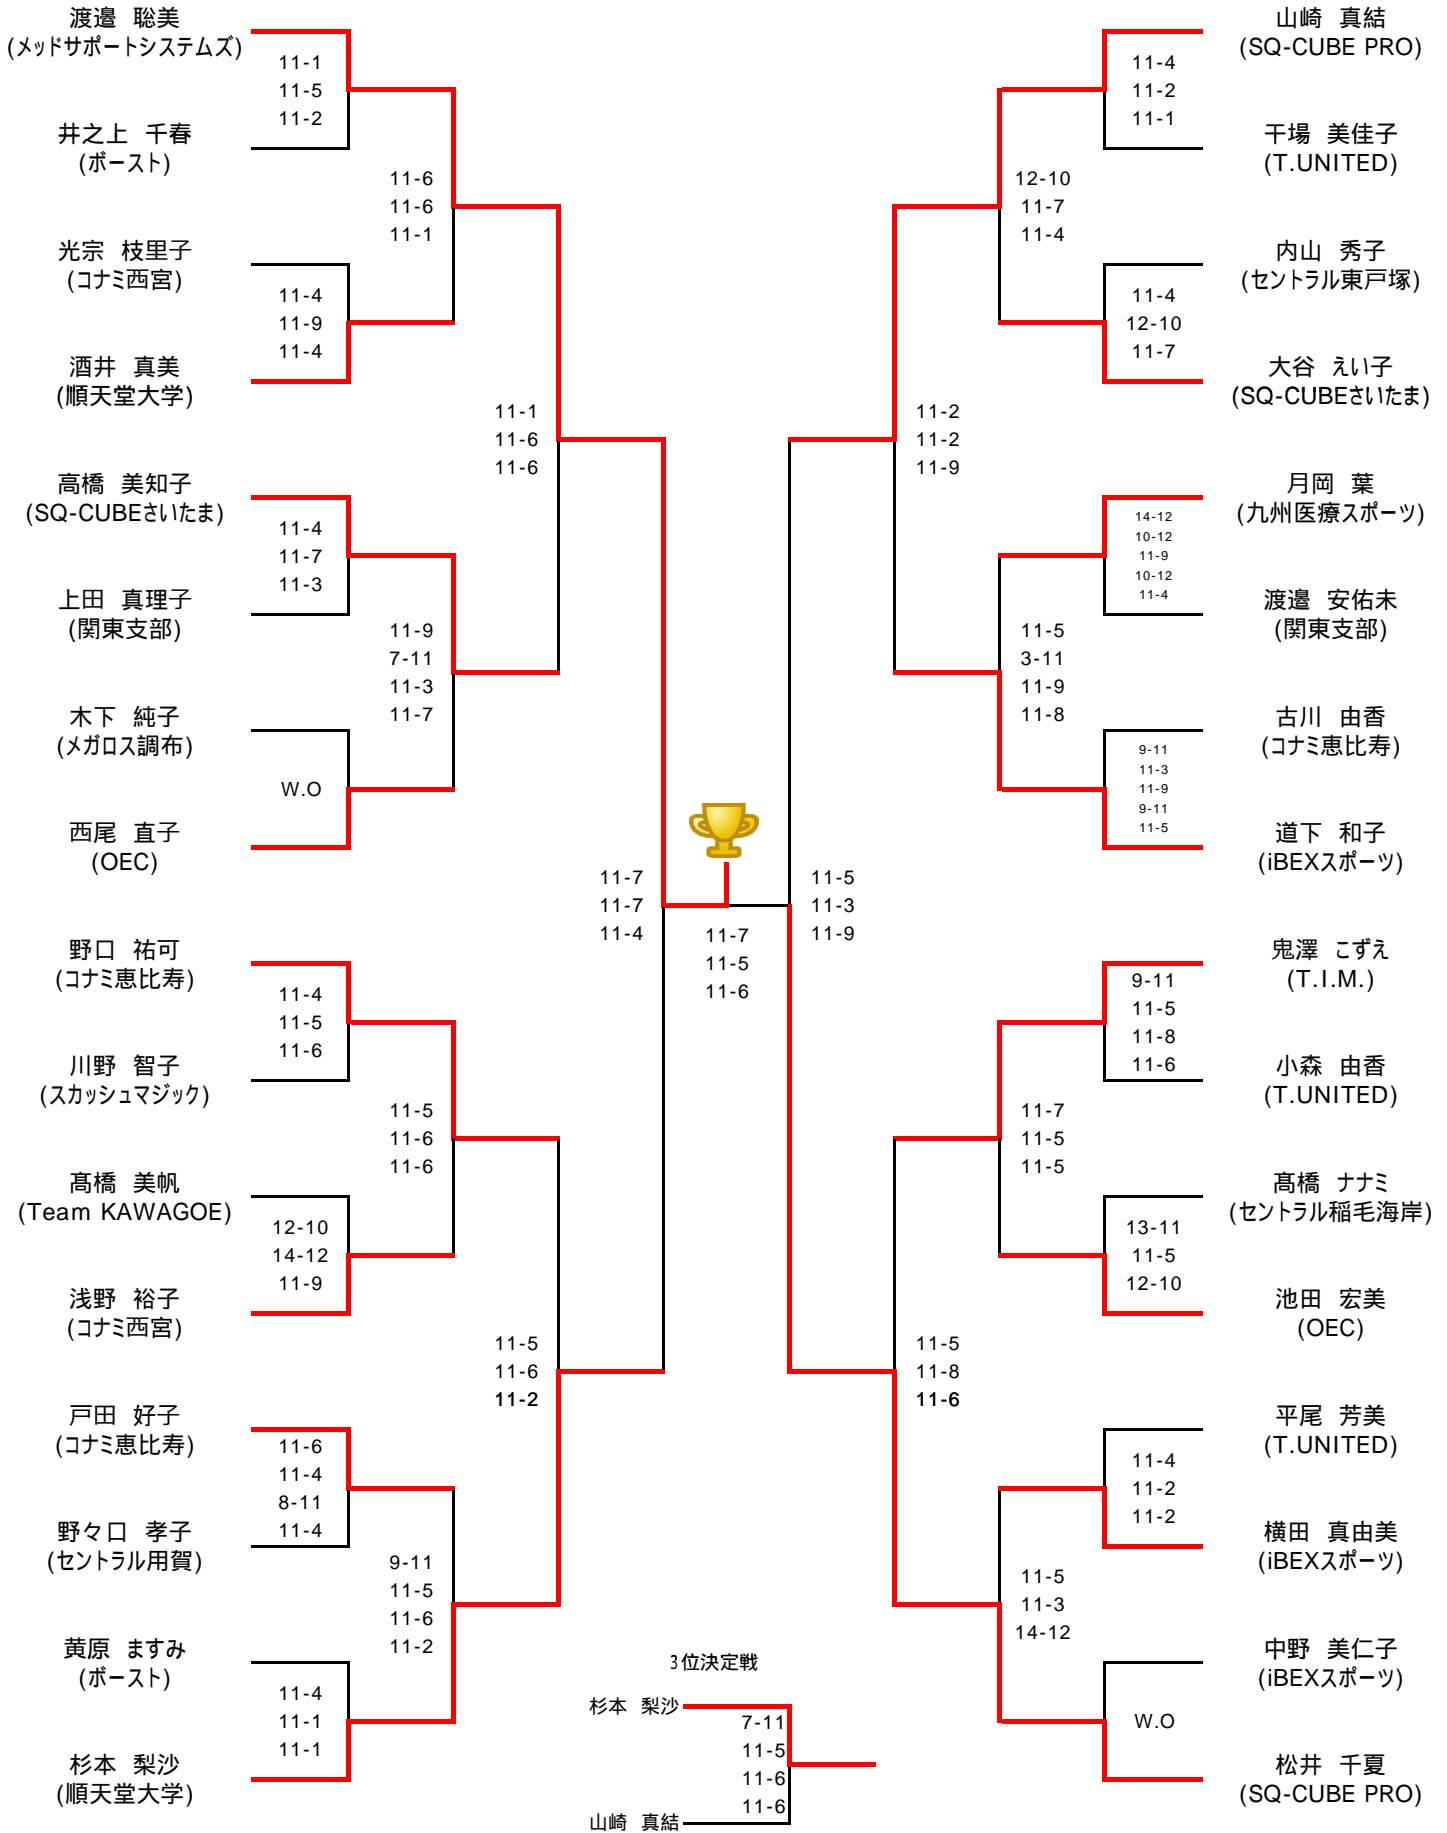 渡邉 聡美
(メッドサポートシステムズ)
11-1
11-5
11-2
井之上 千春
(ボースト)
11-6
11-6
11-1
光宗 枝里子
(コナミ西宮)
11-4
11-9
11-4
酒井 真美
(順天堂大学)
11-1
11-6
11-6
高橋 美知子
(SQ-CUBEさいたま)
11-4
11-7
11-3
上田 真理子
(関東支部)
11-9
7-11
11-3
11-7
木下 純子
(メガロス調布)
W.O
西尾 直子
(OEC)
11-7
11-7
11-4
野口 祐可
(コナミ恵比寿)
11-4
11-5
11-6
川野 智子
(スカッシュマジック)
11-5
11-6
11-6
髙橋 美帆
(Team KAWAGOE)
12-10
14-12
11-9
浅野 裕子
(コナミ西宮)
11-5
11-6
11-2
戸田 好子
(コナミ恵比寿)
11-6
11-4
8-11
11-4
野々口 孝子
(セントラル用賀)
9-11
11-5
11-6
11-2
黄原 ますみ
(ボースト)
11-4
11-1
11-1
杉本 梨沙
(順天堂大学)
11-7
11-5
11-6
山崎 真結
(SQ-CUBE PRO)
11-4
11-2
11-1
干場 美佳子
(T.UNITED)
12-10
11-7
11-4
内山 秀子
(セントラル東戸塚)
11-4
12-10
11-7
大谷 えい子
(SQ-CUBEさいたま)
11-2
11-2
11-9
月岡 葉
(九州医療スポーツ)
14-12
10-12
11-9
10-12
11-4
渡邉 安佑未
(関東支部)
11-5
3-11
11-9
11-8
古川 由香
(コナミ恵比寿)
9-11
11-3
11-9
9-11
11-5
道下 和子
(iBEXスポーツ)
11-5
11-3
11-9
鬼澤 こずえ
(T.I.M.)
9-11
11-5
11-8
11-6
小森 由香
(T.UNITED)
11-7
11-5
11-5
髙橋 ナナミ
(セントラル稲毛海岸)
13-11
11-5
12-10
池田 宏美
(OEC)
11-5
11-8
11-6
平尾 芳美
(T.UNITED)
11-4
11-2
11-2
横田 真由美
(iBEXスポーツ)
11-5
11-3
14-12
中野 美仁子
(iBEXスポーツ)
W.O
松井 千夏
(SQ-CUBE PRO)
3位決定戦
杉本 梨沙
7-11
11-5
11-6
11-6
山崎 真結